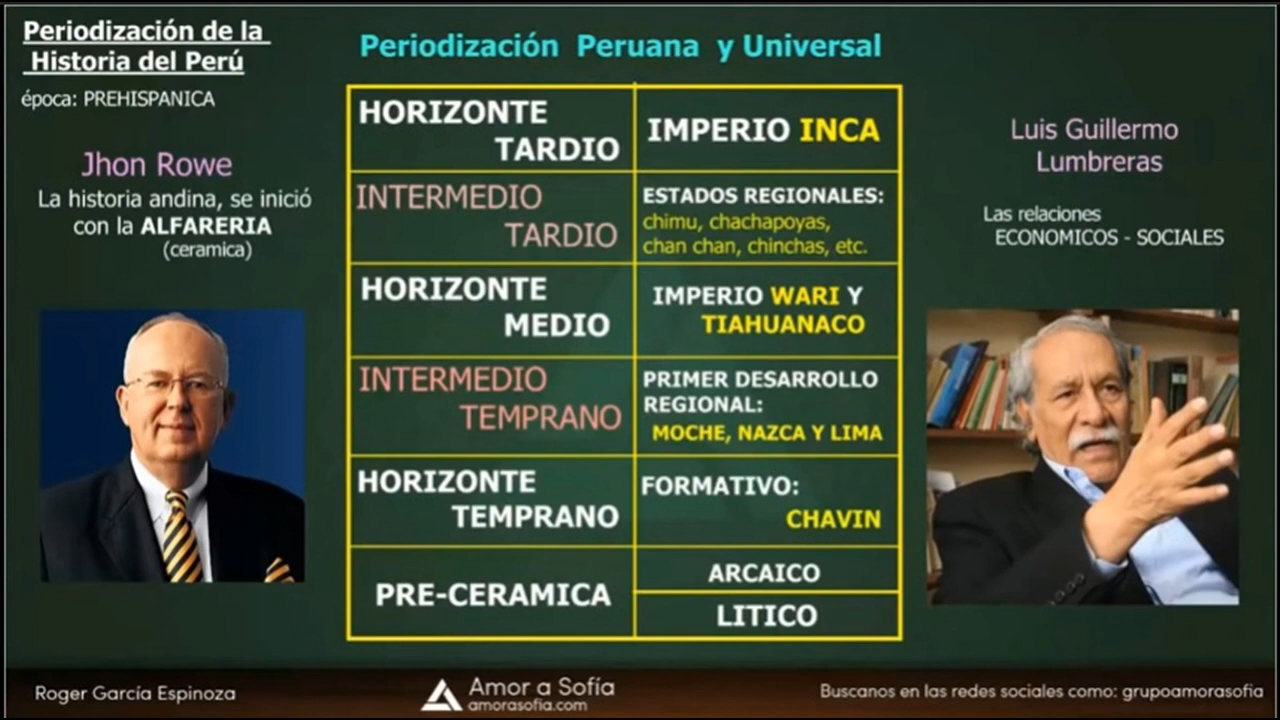 Periodización de la
Historia del Perú
época: PREHISPANICA
Periodización Peruana y Universal
Jhon Rowe
La historia andina, se inició
con la ALFARERIA
(ceramica)
HORIZONTE
TARDIO
IMPERIO INCA
INTERMEDIO
TARDIO
ESTADOS REGIONALES:
chimu, chachapoyas,
chan chan, chinchas, etc.
HORIZONTE
MEDIO
IMPERIO WARI Y
TIAHUANACO
INTERMEDIO
TEMPRANO
PRIMER DESARROLLO
REGIONAL:
MOCHE, NAZCA Y LIMA
HORIZONTE
TEMPRANO
FORMATIVO:
CHAVIN
PRE-CERAMICA
ARCAICO
LITICO
Luis Guillermo
Lumbreras
Las relaciones
ECONOMICOS - SOCIALES
Roger García Espinoza
Amor a Sofía
amorasofia.com
Buscanos en las redes sociales como: grupoamorasofia